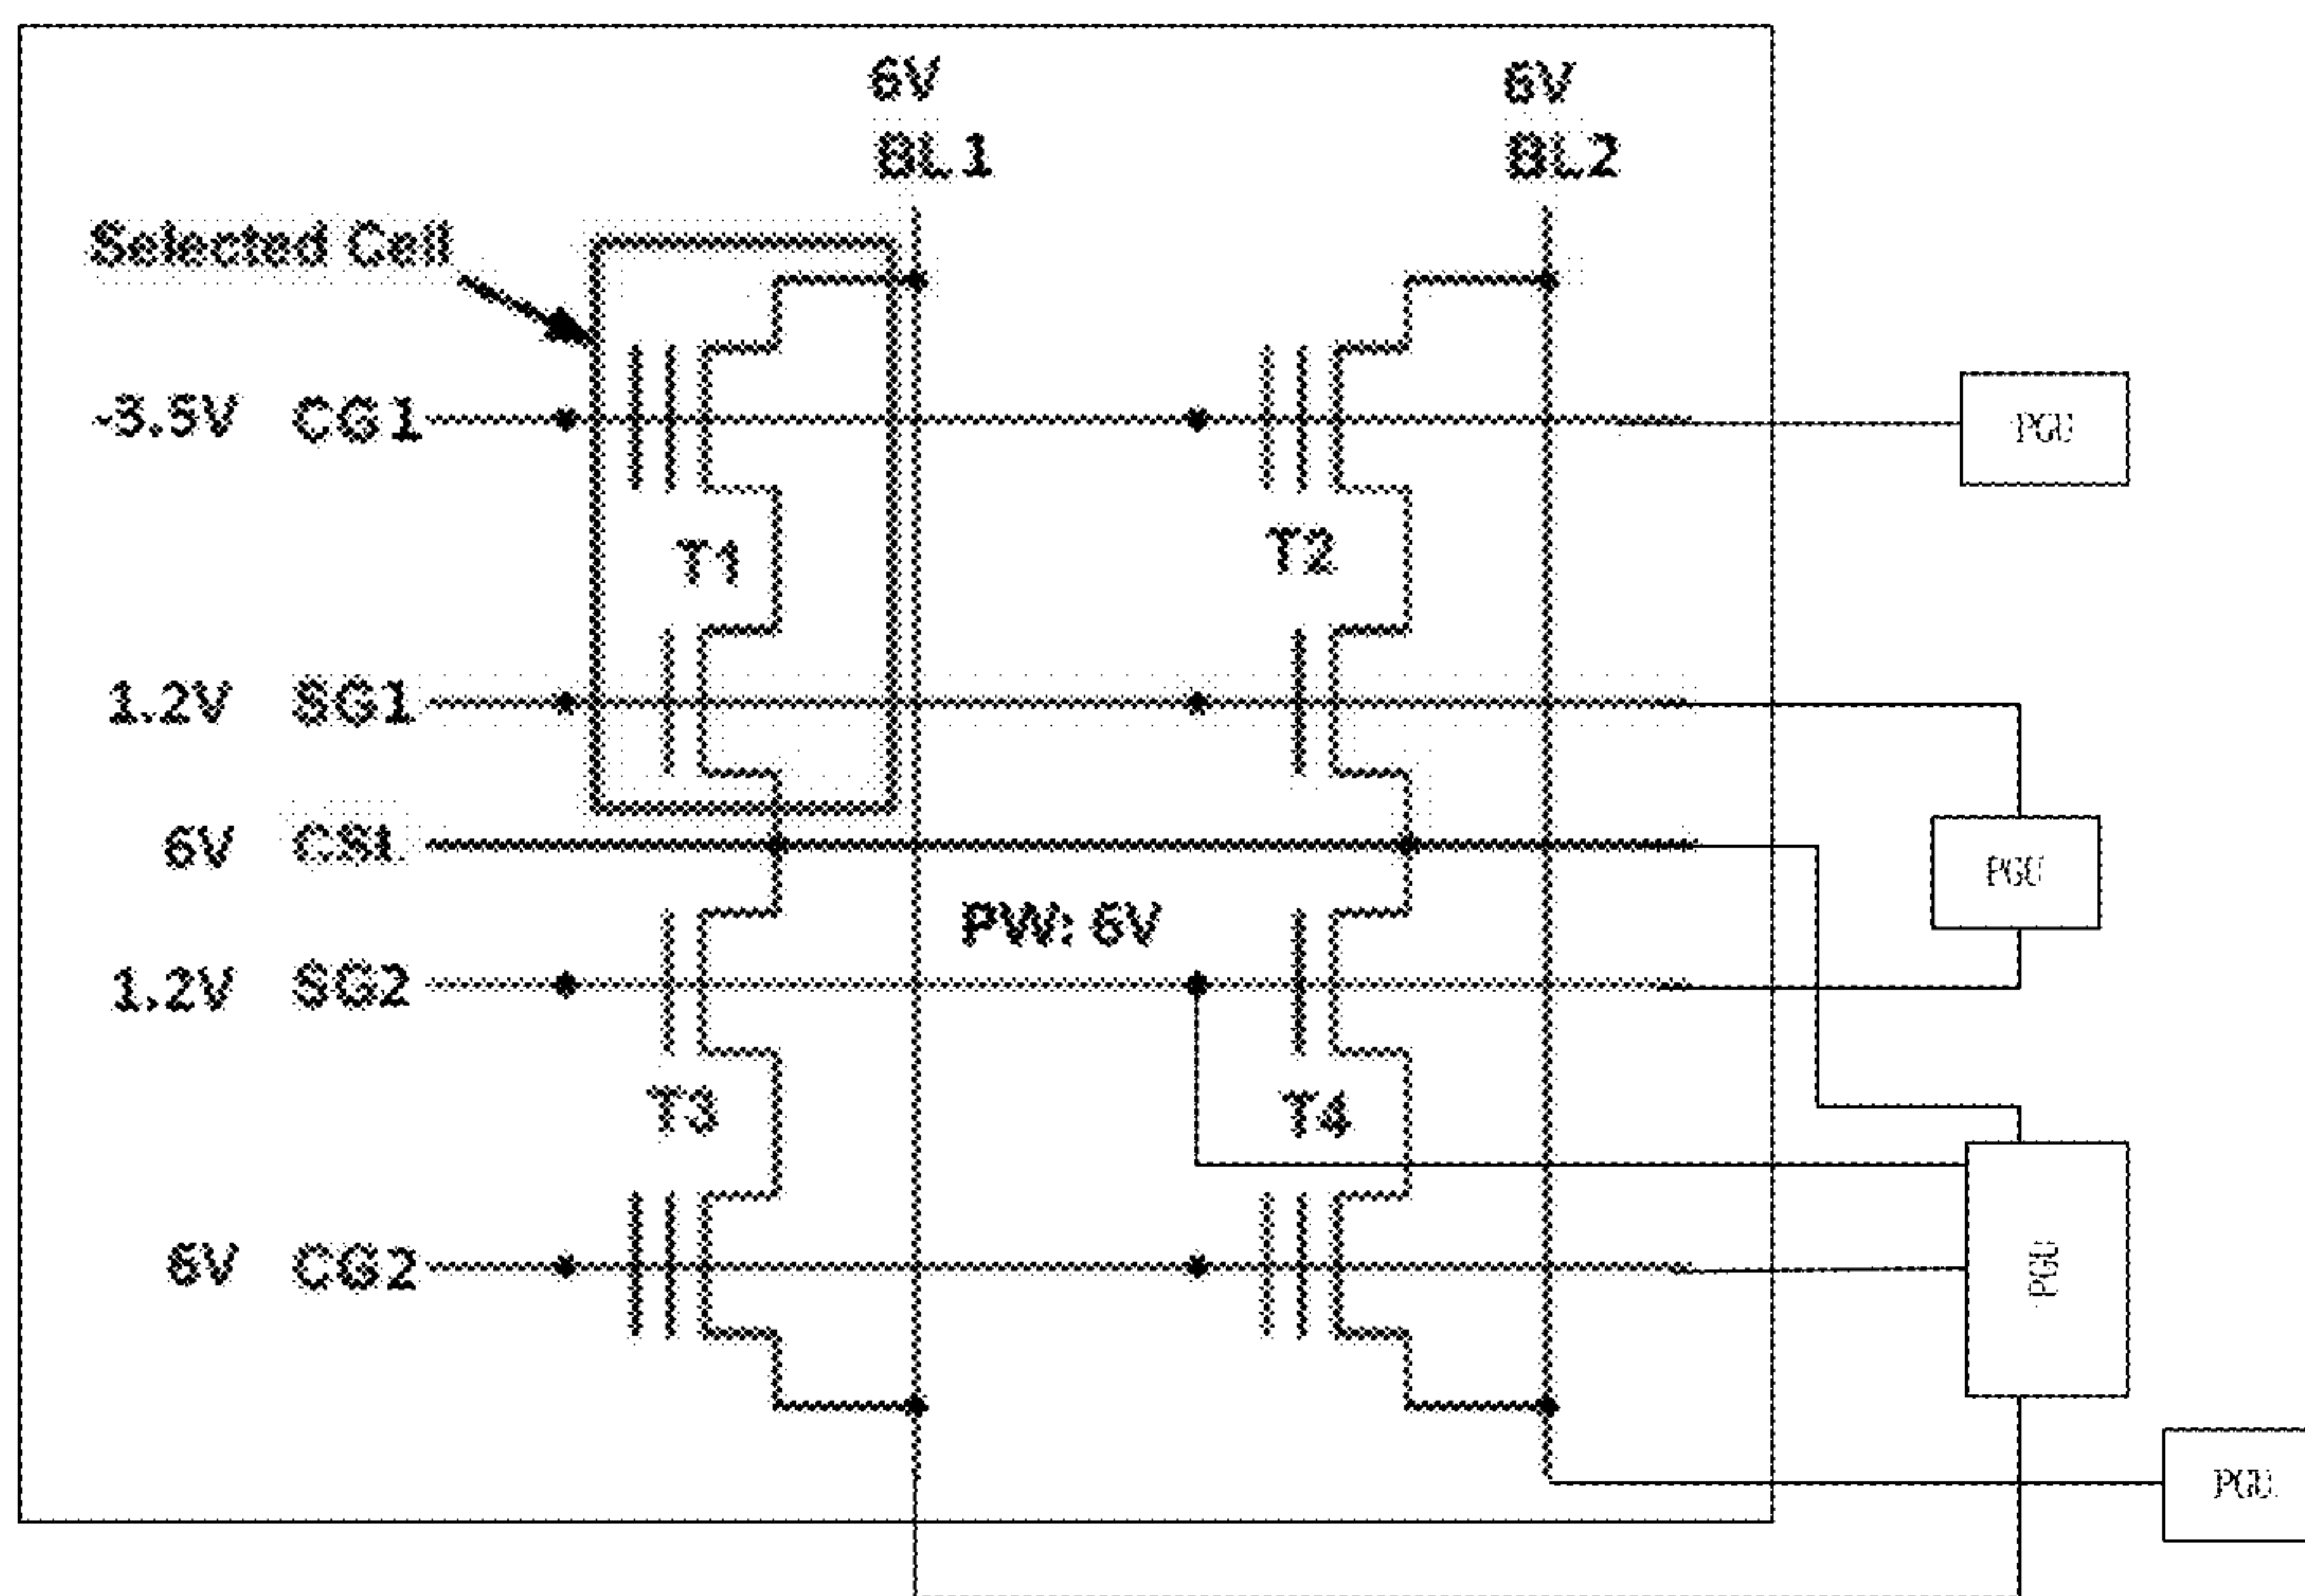 6V
6V
BL1
BL2
Selected Cell
-3.5V CG1
PGU
T1
T2
1.2V SG1
6V CSL
PGU
PW: 6V
1.2V SG2
T3
T4
6V CG2
PGU
PGU